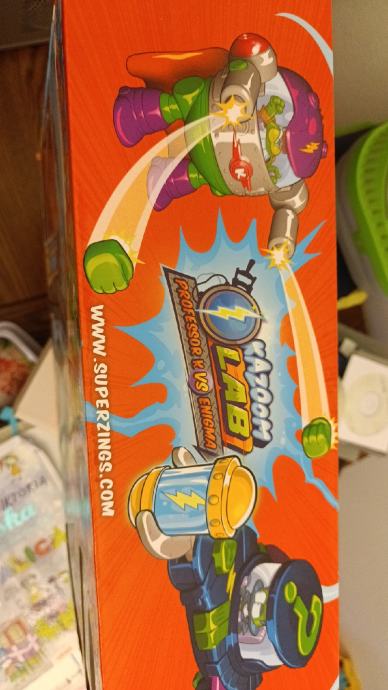 KAZOOM
LAB
PROFESSOR K VS ENIGMA
WWW.SUPERZINGS.COM
?
K